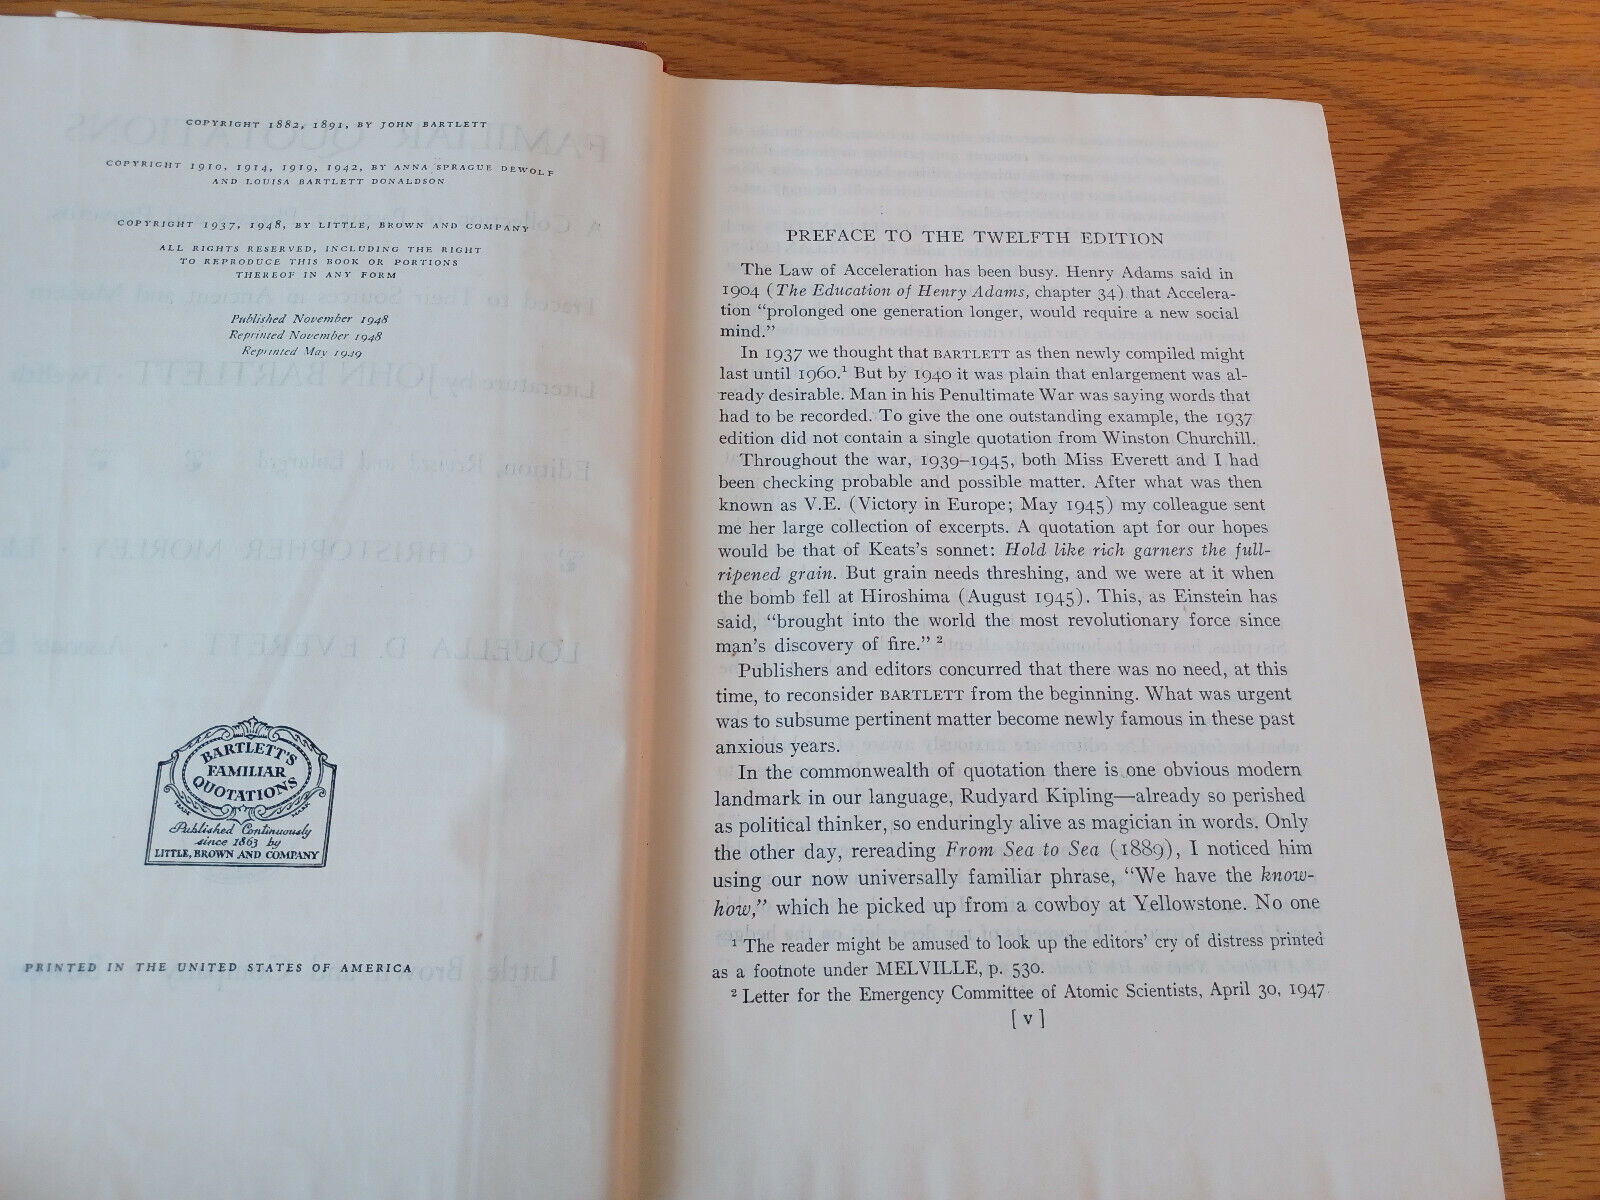 COPYRIGHT 1882, 1891, BY JOHN BARTLETT
COPYRIGHT 1910, 1914, 1919, 1942, BY ANNA SPRAGUE DEWOLF
AND LOUISA BARTLETT DONALDSON
COPYRIGHT 1937, 1948, BY LITTLE, BROWN AND COMPANY
ALL RIGHTS RESERVED, INCLUDING THE RIGHT
TO REPRODUCE THIS BOOK OR PORTIONS
THEREOF IN ANY FORM
Published November 1948
Reprinted November 1948
Reprinted May 1949
BARTLETT'S
FAMILIAR
QUOTATIONS
TRADE MARK
Published Continuously
since 1863 by
LITTLE, BROWN AND COMPANY
PRINTED IN THE UNITED STATES OF AMERICA
PREFACE TO THE TWELFTH EDITION
The Law of Acceleration has been busy. Henry Adams said in
1904 (The Education of Henry Adams, chapter 34) that Accelera-
tion "prolonged one generation longer, would require a new social
mind."
In 1937 we thought that BARTLETT as then newly compiled might
last until 1960.¹ But by 1940 it was plain that enlargement was al-
ready desirable. Man in his Penultimate War was saying words that
had to be recorded. To give the one outstanding example, the 1937
edition did not contain a single quotation from Winston Churchill.
Throughout the war, 1939–1945, both Miss Everett and I had
been checking probable and possible matter. After what was then
known as V.E. (Victory in Europe; May 1945) my colleague sent
me her large collection of excerpts. A quotation apt for our hopes
would be that of Keats's sonnet: Hold like rich garners the full-
ripened grain. But grain needs threshing, and we were at it when
the bomb fell at Hiroshima (August 1945). This, as Einstein has
said, "brought into the world the most revolutionary force since
man's discovery of fire." ²
Publishers and editors concurred that there was no need, at this
time, to reconsider BARTLETT from the beginning. What was urgent
was to subsume pertinent matter become newly famous in these past
anxious years.
In the commonwealth of quotation there is one obvious modern
landmark in our language, Rudyard Kipling—already so perished
as political thinker, so enduringly alive as magician in words. Only
the other day, rereading From Sea to Sea (1889), I noticed him
using our now universally familiar phrase, "We have the know-
how," which he picked up from a cowboy at Yellowstone. No one
¹ The reader might be amused to look up the editors' cry of distress printed
as a footnote under MELVILLE, p. 530.
² Letter for the Emergency Committee of Atomic Scientists, April 30, 1947.
[ v ]